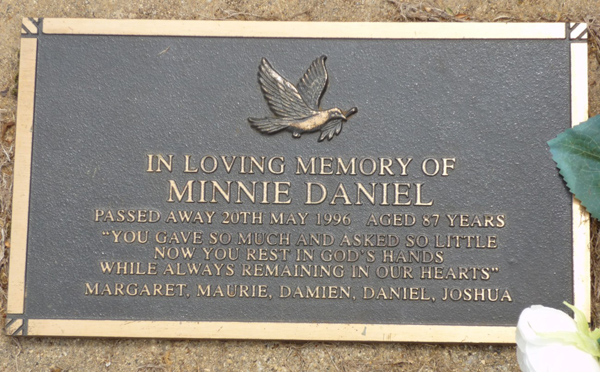 IN LOVING MEMORY OF
MINNIE DANIEL
PASSED AWAY 20TH MAY 1996 AGED 87 YEARS
"YOU GAVE SO MUCH AND ASKED SO LITTLE
NOW YOU REST IN GOD'S HANDS
WHILE ALWAYS REMAINING IN OUR HEARTS"
MARGARET, MAURIE, DAMIEN, DANIEL, JOSHUA